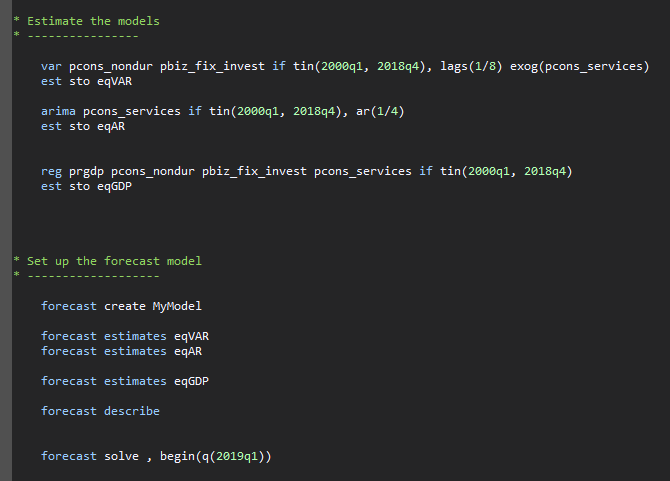 * Estimate the models
* ----------------
var pcons_nondur pbiz_fix_invest if tin(2000q1, 2018q4), lags(1/8) exog(pcons_services)
est sto eqVAR
arima pcons_services if tin(2000q1, 2018q4), ar(1/4)
est sto eqAR
reg prgdp pcons_nondur pbiz_fix_invest pcons_services if tin(2000q1, 2018q4)
est sto eqGDP
* Set up the forecast model
* -------------------
forecast create MyModel
forecast estimates eqVAR
forecast estimates eqAR
forecast estimates eqGDP
forecast describe
forecast solve , begin(q(2019q1))